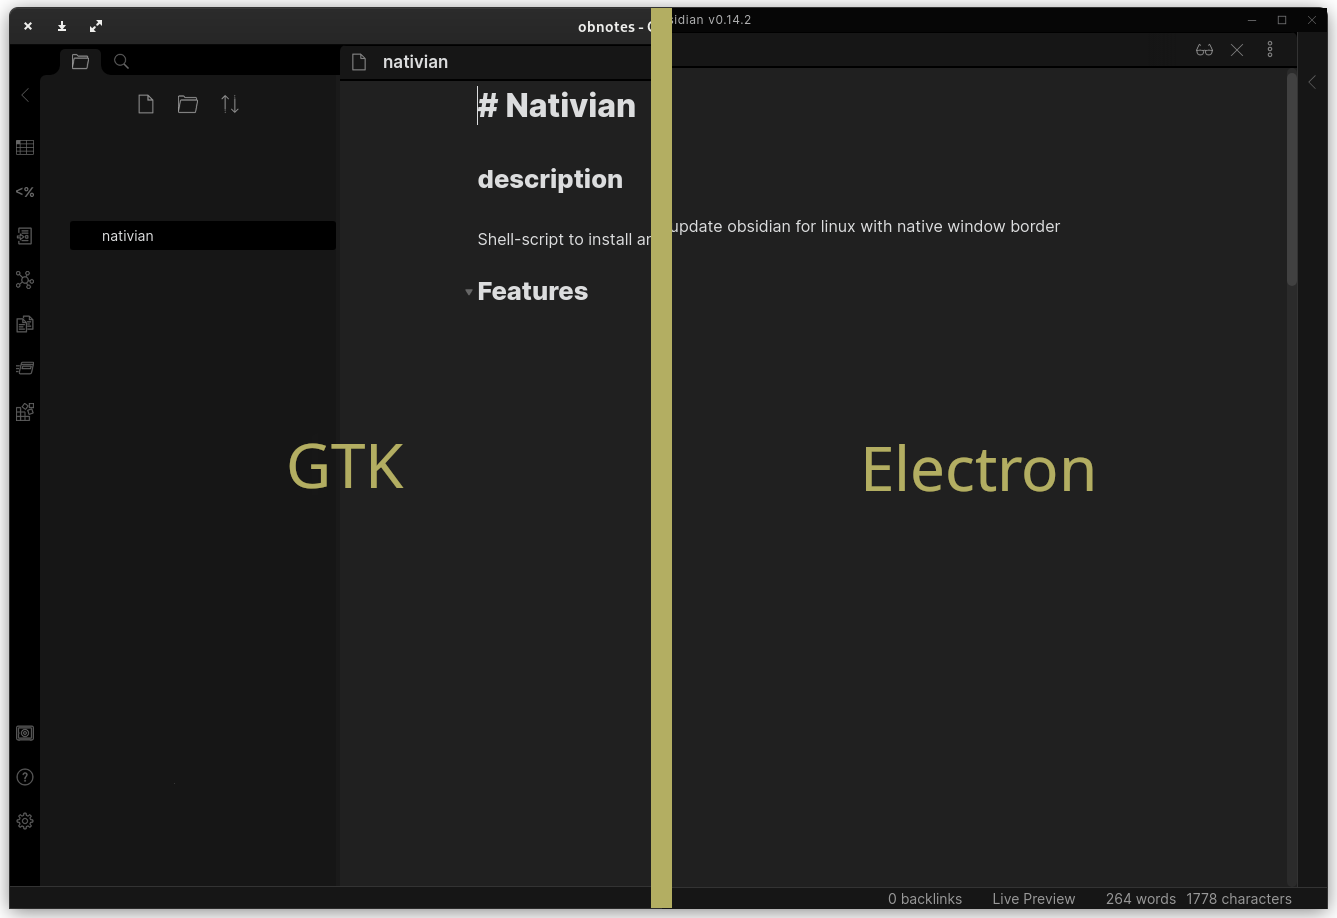 obnotes -
sidian v0.14.2
nativian
# Nativian
description
nativian
Shell-script to install
update obsidian for linux with native window border
Features
GTK
Electron
0 backlinks
Live Preview
264 words
1778 characters